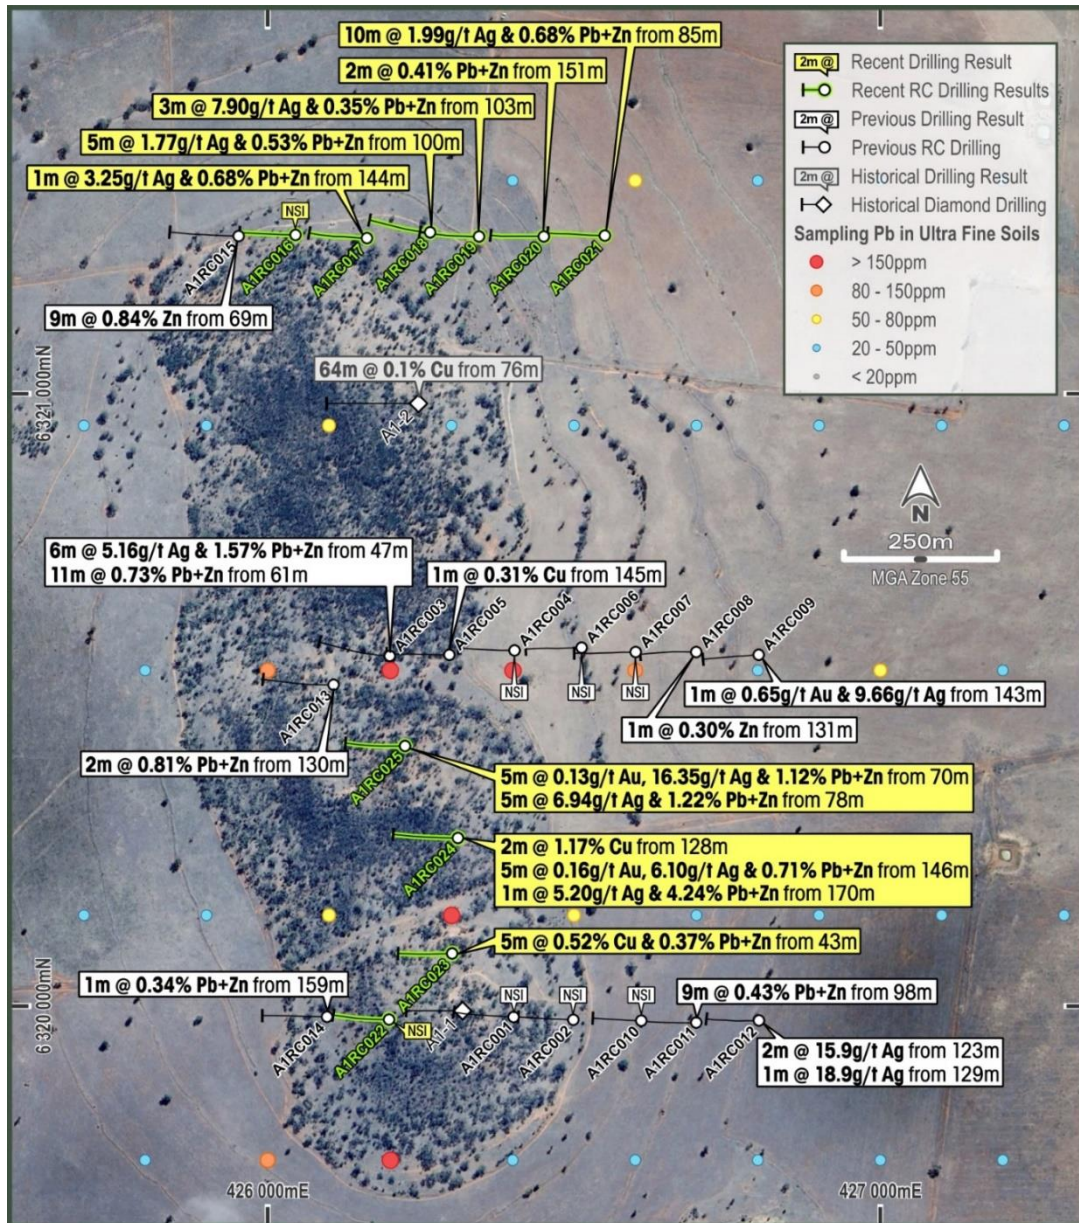 10m @ 1.99g/t Ag & 0.68% Pb+Zn from 85m
2m @ 0.41% Pb+Zn from 151m
3m @ 7.90g/t Ag & 0.35% Pb+Zn from 103m
5m @ 1.77g/t Ag & 0.53% Pb+Zn from 100m
1m @ 3.25g/t Ag & 0.68% Pb+Zn from 144m
2m @ Recent Drilling Result
Recent RC Drilling Results
2m @ Previous Drilling Result
Previous RC Drilling
2m @ Historical Drilling Result
Historical Diamond Drilling
Sampling Pb in Ultra Fine Soils
> 150ppm
80 - 150ppm
50 - 80ppm
20 - 50ppm
< 20ppm
NSI
A1RC015
A1RC016
A1RC017
A1RC018
A1RC019
A1RC020
A1RC021
9m @ 0.84% Zn from 69m
64m @ 0.1% Cu from 76m
A1-2
6 321 000mN
N
250m
MGA Zone 55
6m @ 5.16g/t Ag & 1.57% Pb+Zn from 47m
11m @ 0.73% Pb+Zn from 61m
1m @ 0.31% Cu from 145m
A1RC003
A1RC005
A1RC004
A1RC006
A1RC007
A1RC008
A1RC009
NSI
NSI
NSI
1m @ 0.65g/t Au & 9.66g/t Ag from 143m
1m @ 0.30% Zn from 131m
A1RC013
2m @ 0.81% Pb+Zn from 130m
A1RC025
5m @ 0.13g/t Au, 16.35g/t Ag & 1.12% Pb+Zn from 70m
5m @ 6.94g/t Ag & 1.22% Pb+Zn from 78m
A1RC024
2m @ 1.17% Cu from 128m
5m @ 0.16g/t Au, 6.10g/t Ag & 0.71% Pb+Zn from 146m
1m @ 5.20g/t Ag & 4.24% Pb+Zn from 170m
A1RC023
5m @ 0.52% Cu & 0.37% Pb+Zn from 43m
6 320 000mN
1m @ 0.34% Pb+Zn from 159m
NSI
NSI
NSI
9m @ 0.43% Pb+Zn from 98m
A1RC014
A1RC022
NSI
A1-1
A1RC001
A1RC002
A1RC010
A1RC011
A1RC012
2m @ 15.9g/t Ag from 123m
1m @ 18.9g/t Ag from 129m
426 000mE
427 000mE